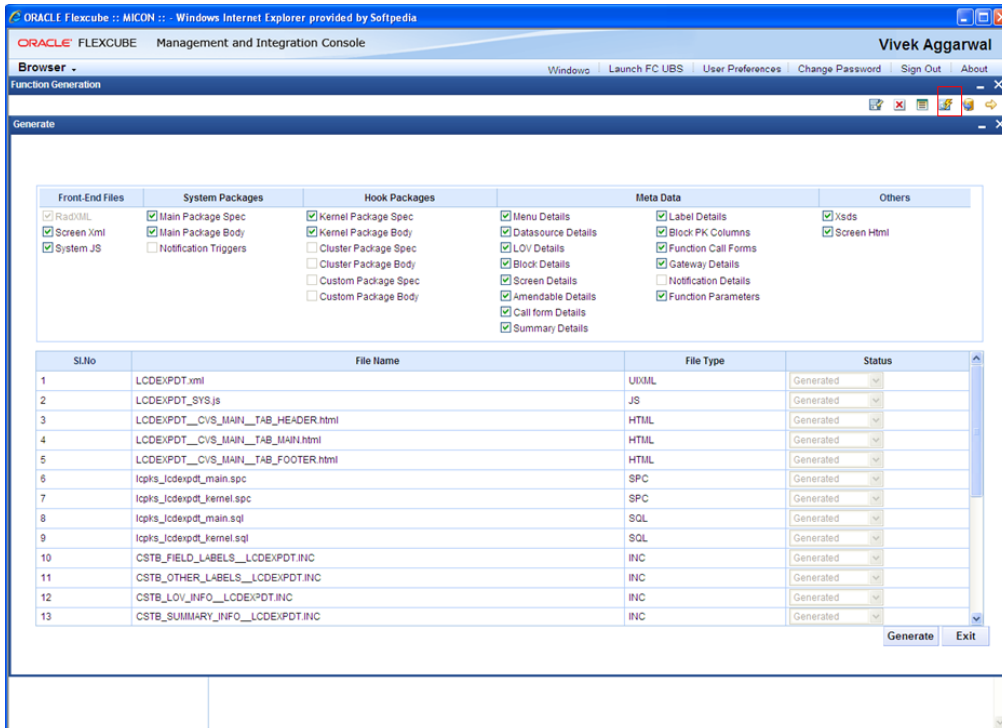 ORACLE Flexcube :: MICON :: - Windows Internet Explorer provided by Softpedia
ORACLE FLEXCUBE Management and Integration Console Vivek Aggarwal
Browser Windows Launch FC UBS User Preferences Change Password Sign Out About
Function Generation
Generate
Front-End Files System Packages Hook Packages Meta Data Others
RadXML Main Package Spec Kernel Package Spec Menu Details Label Details Xsds
Screen Xml Main Package Body Kernel Package Body Datasource Details Block PK Columns Screen Html
System JS Notification Triggers Cluster Package Spec LOV Details Function Call Forms
Cluster Package Body Block Details Gateway Details
Custom Package Spec Screen Details Notification Details
Custom Package Body Amendable Details Function Parameters
Call form Details
Summary Details
Sl.No File Name File Type Status
1 LCDEXPDT.xml UIXML Generated
2 LCDEXPDT_SYS.js JS Generated
3 LCDEXPDT__CVS_MAIN__TAB_HEADER.html HTML Generated
4 LCDEXPDT__CVS_MAIN__TAB_MAIN.html HTML Generated
5 LCDEXPDT__CVS_MAIN__TAB_FOOTER.html HTML Generated
6 lcpks_lcdexpdt_main.spc SPC Generated
7 lcpks_lcdexpdt_kernel.spc SPC Generated
8 lcpks_lcdexpdt_main.sql SQL Generated
9 lcpks_lcdexpdt_kernel.sql SQL Generated
10 CSTB_FIELD_LABELS__LCDEXPDT.INC INC Generated
11 CSTB_OTHER_LABELS__LCDEXPDT.INC INC Generated
12 CSTB_LOV_INFO__LCDEXPDT.INC INC Generated
13 CSTB_SUMMARY_INFO__LCDEXPDT.INC INC Generated
Generate Exit